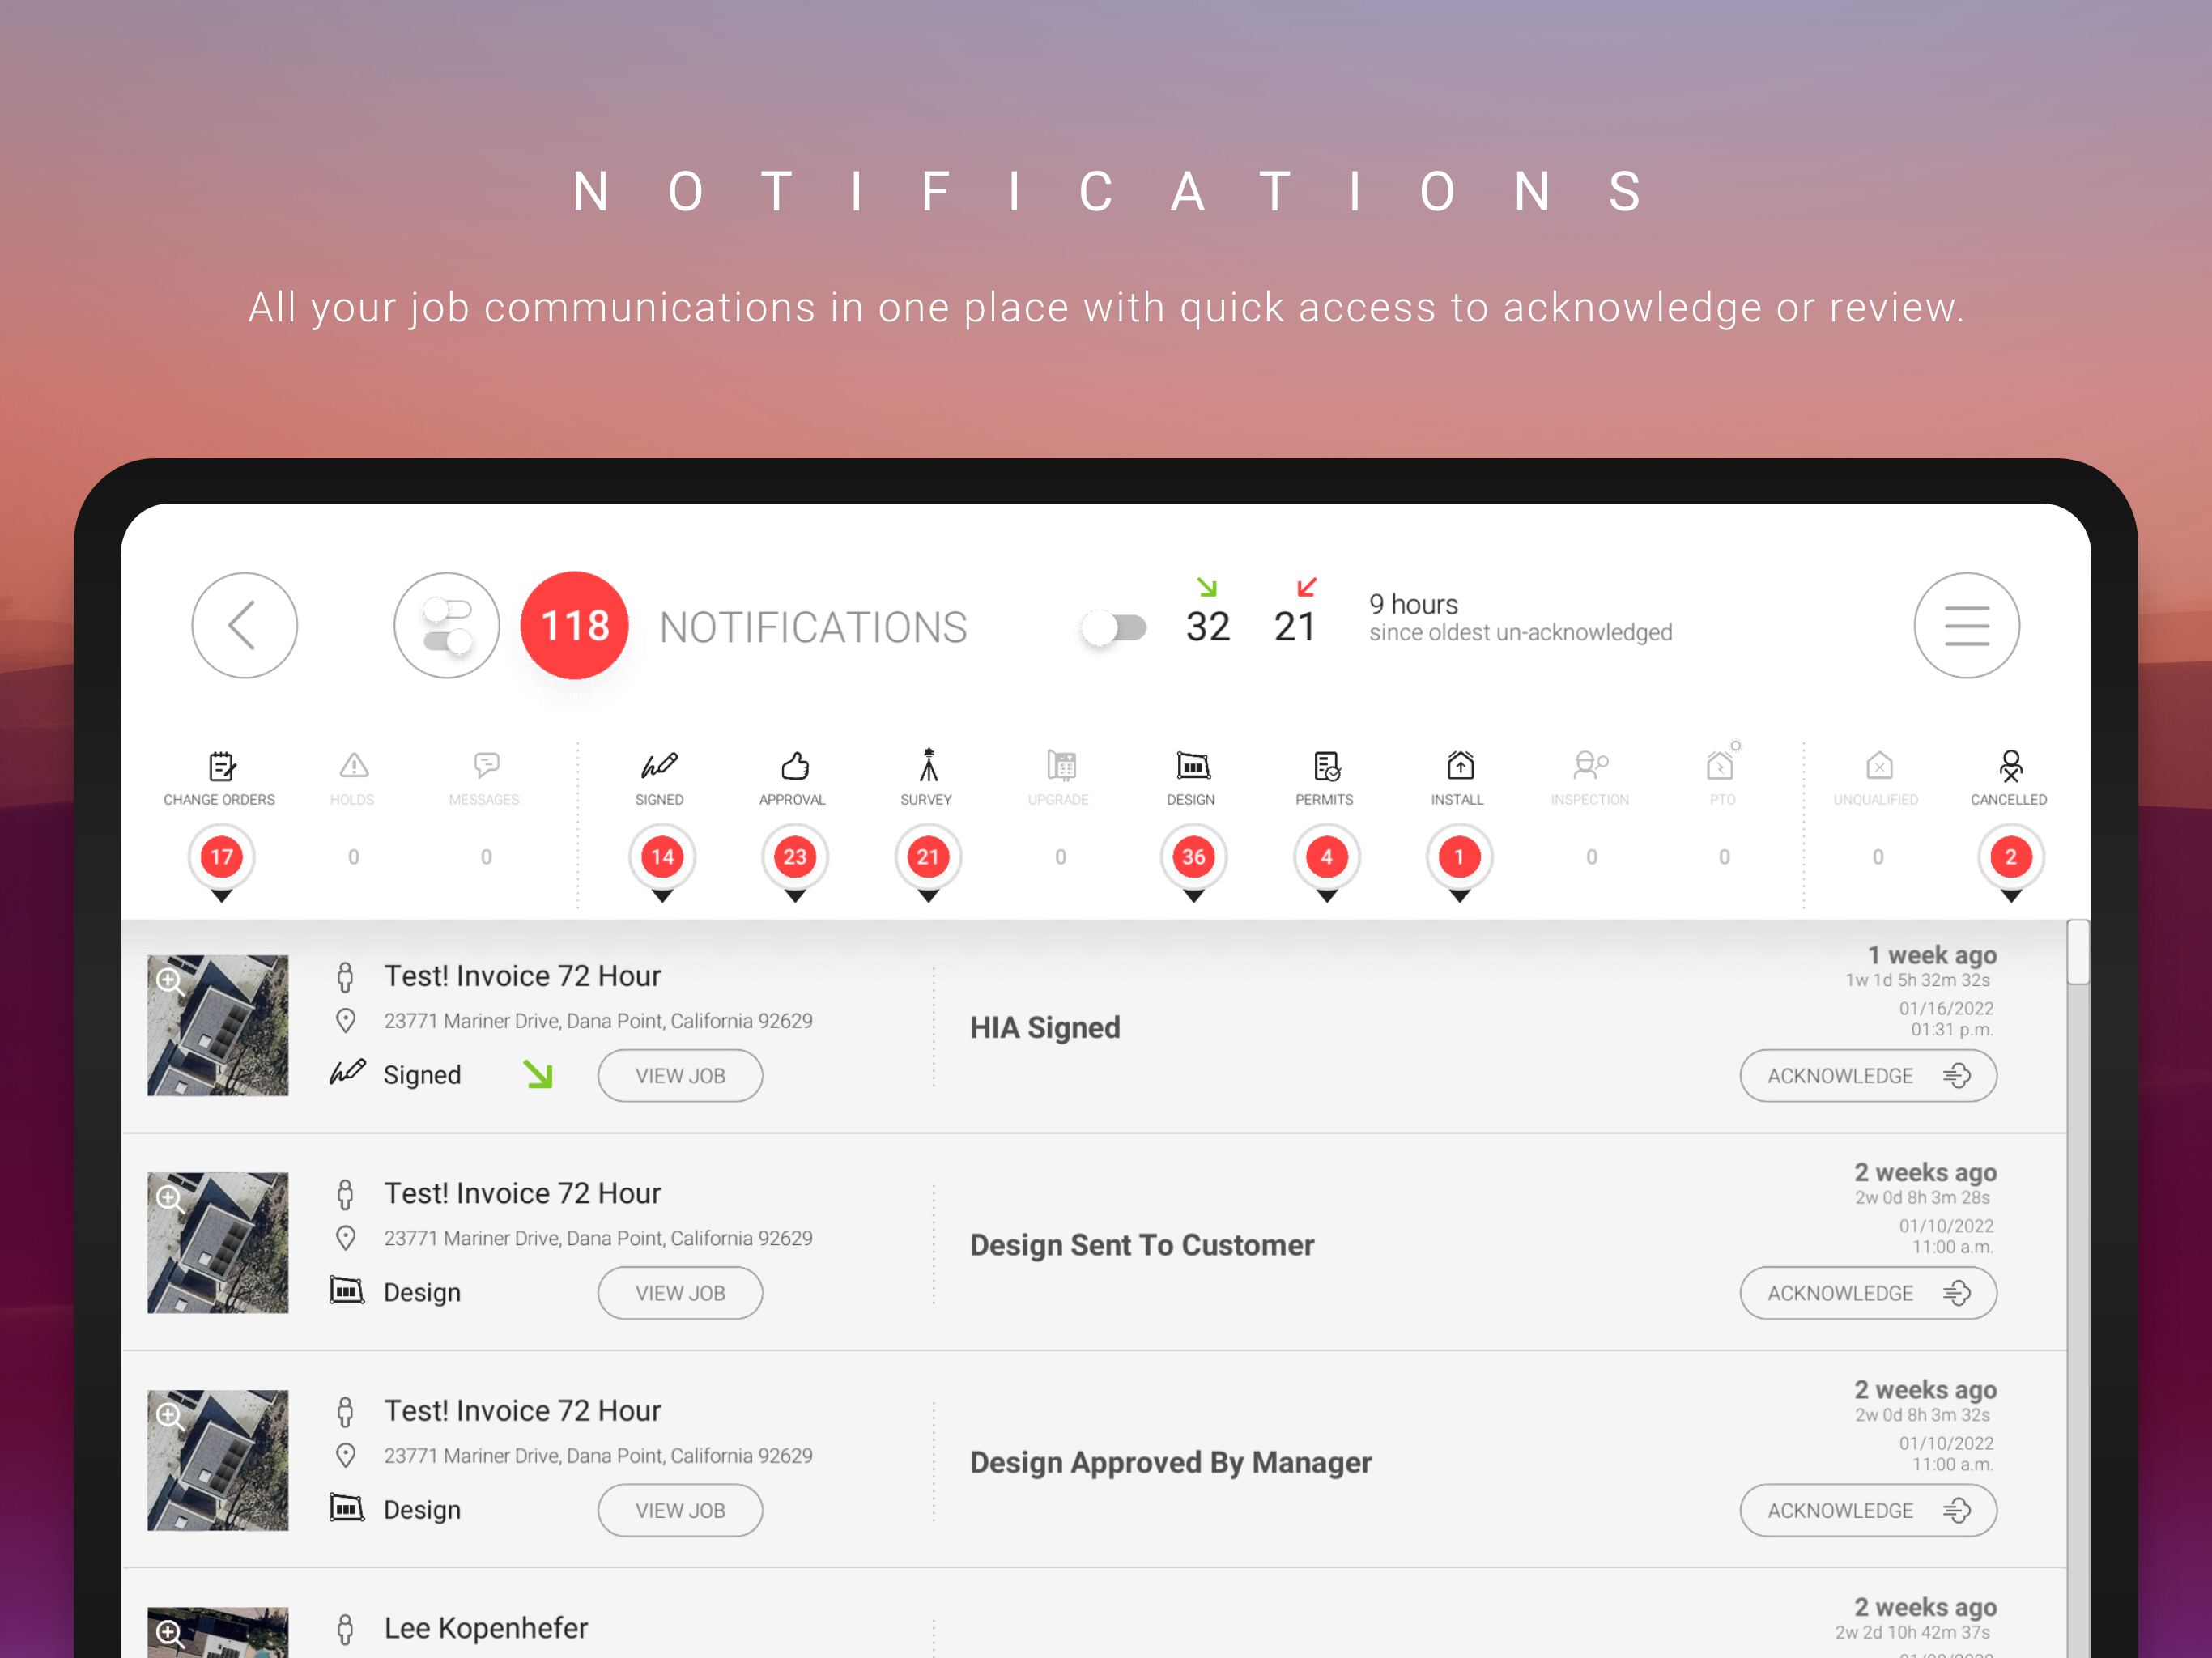 NOTIFICATIONS
All your job communications in one place with quick access to acknowledge or review.
118 NOTIFICATIONS
32 21
9 hours
since oldest un-acknowledged
CHANGE ORDERS HOLDS MESSAGES SIGNED APPROVAL SURVEY UPGRADE DESIGN PERMITS INSTALL INSPECTION PTO UNQUALIFIED CANCELLED
17 0 0 14 23 21 0 36 4 1 0 0 0 2
Test! Invoice 72 Hour
23771 Mariner Drive, Dana Point, California 92629
Signed VIEW JOB
HIA Signed
1 week ago
1w 1d 5h 32m 32s
01/16/2022
01:31 p.m.
ACKNOWLEDGE
Test! Invoice 72 Hour
23771 Mariner Drive, Dana Point, California 92629
Design VIEW JOB
Design Sent To Customer
2 weeks ago
2w 0d 8h 3m 28s
01/10/2022
11:00 a.m.
ACKNOWLEDGE
Test! Invoice 72 Hour
23771 Mariner Drive, Dana Point, California 92629
Design VIEW JOB
Design Approved By Manager
2 weeks ago
2w 0d 8h 3m 32s
01/10/2022
11:00 a.m.
ACKNOWLEDGE
Lee Kopenhefer
2 weeks ago
2w 2d 10h 42m 37s